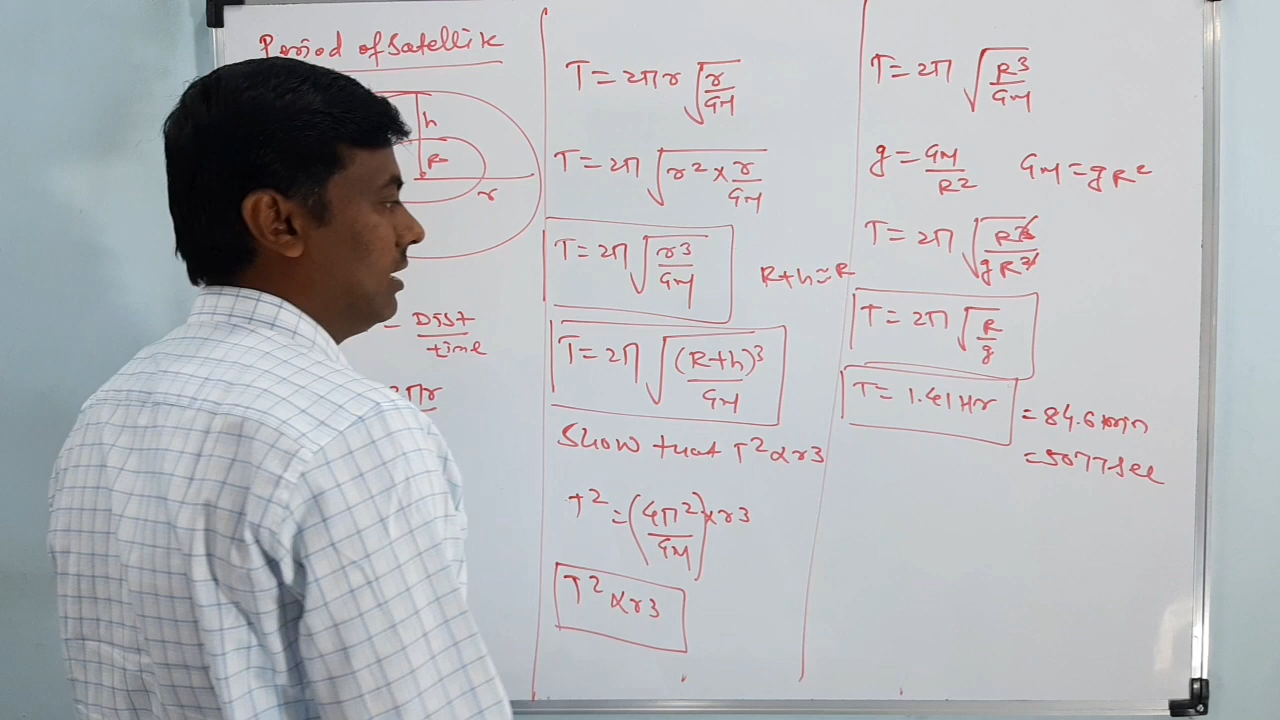 Period of Satellite
h
R
r
= Dist/time
2πr
T = 2πr √(r/GM)
T = 2π √(r² × r/GM)
T = 2π √(r3/GM)
R+h ≈ R
T = 2π √((R+h)³/GM)
Show that T² α r3
T² = (4π²/GM) × r3
T² α r3
T = 2π √(R³/GM)
g = GM/R² GM = gR²
T = 2π √(R3/gR²)
T = 2π √(R/g)
T = 1.41 Hr = 84.6 min
= 5077 Sec